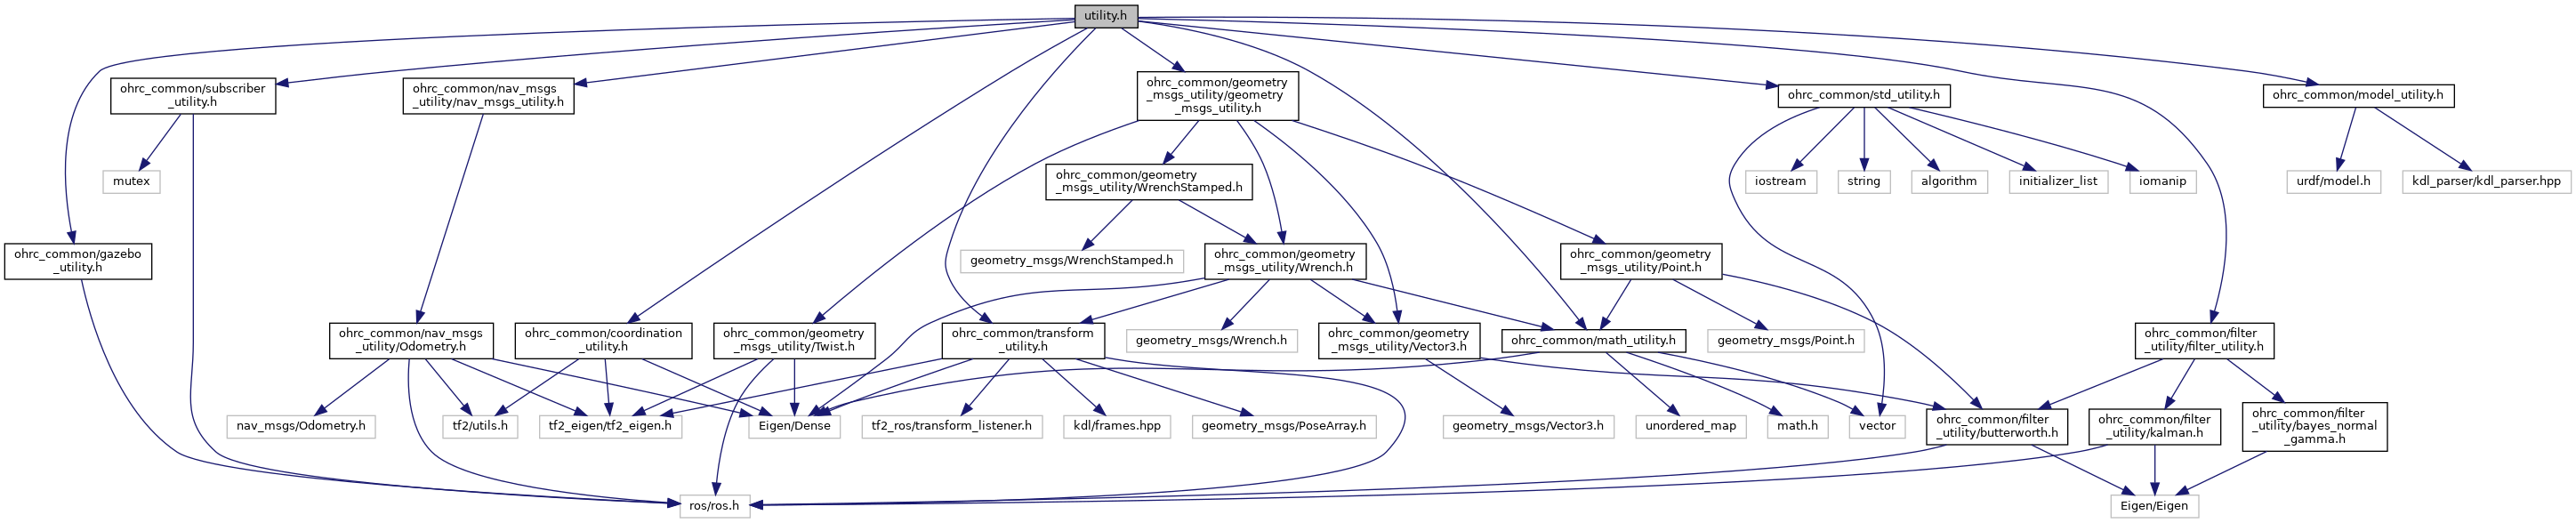 utility.h
ohrc_common/subscriber
_utility.h
ohrc_common/nav_msgs
_utility/nav_msgs_utility.h
ohrc_common/geometry
_msgs_utility/geometry
_msgs_utility.h
ohrc_common/std_utility.h
ohrc_common/model_utility.h
mutex
ohrc_common/geometry
_msgs_utility/WrenchStamped.h
iostream
string
algorithm
initializer_list
iomanip
urdf/model.h
kdl_parser/kdl_parser.hpp
ohrc_common/gazebo
_utility.h
geometry_msgs/WrenchStamped.h
ohrc_common/geometry
_msgs_utility/Wrench.h
ohrc_common/geometry
_msgs_utility/Point.h
ohrc_common/nav_msgs
_utility/Odometry.h
ohrc_common/coordination
_utility.h
ohrc_common/geometry
_msgs_utility/Twist.h
ohrc_common/transform
_utility.h
geometry_msgs/Wrench.h
ohrc_common/geometry
_msgs_utility/Vector3.h
ohrc_common/math_utility.h
geometry_msgs/Point.h
ohrc_common/filter
_utility/filter_utility.h
nav_msgs/Odometry.h
tf2/utils.h
tf2_eigen/tf2_eigen.h
Eigen/Dense
tf2_ros/transform_listener.h
kdl/frames.hpp
geometry_msgs/PoseArray.h
geometry_msgs/Vector3.h
unordered_map
math.h
vector
ohrc_common/filter
_utility/butterworth.h
ohrc_common/filter
_utility/kalman.h
ohrc_common/filter
_utility/bayes_normal
_gamma.h
ros/ros.h
Eigen/Eigen